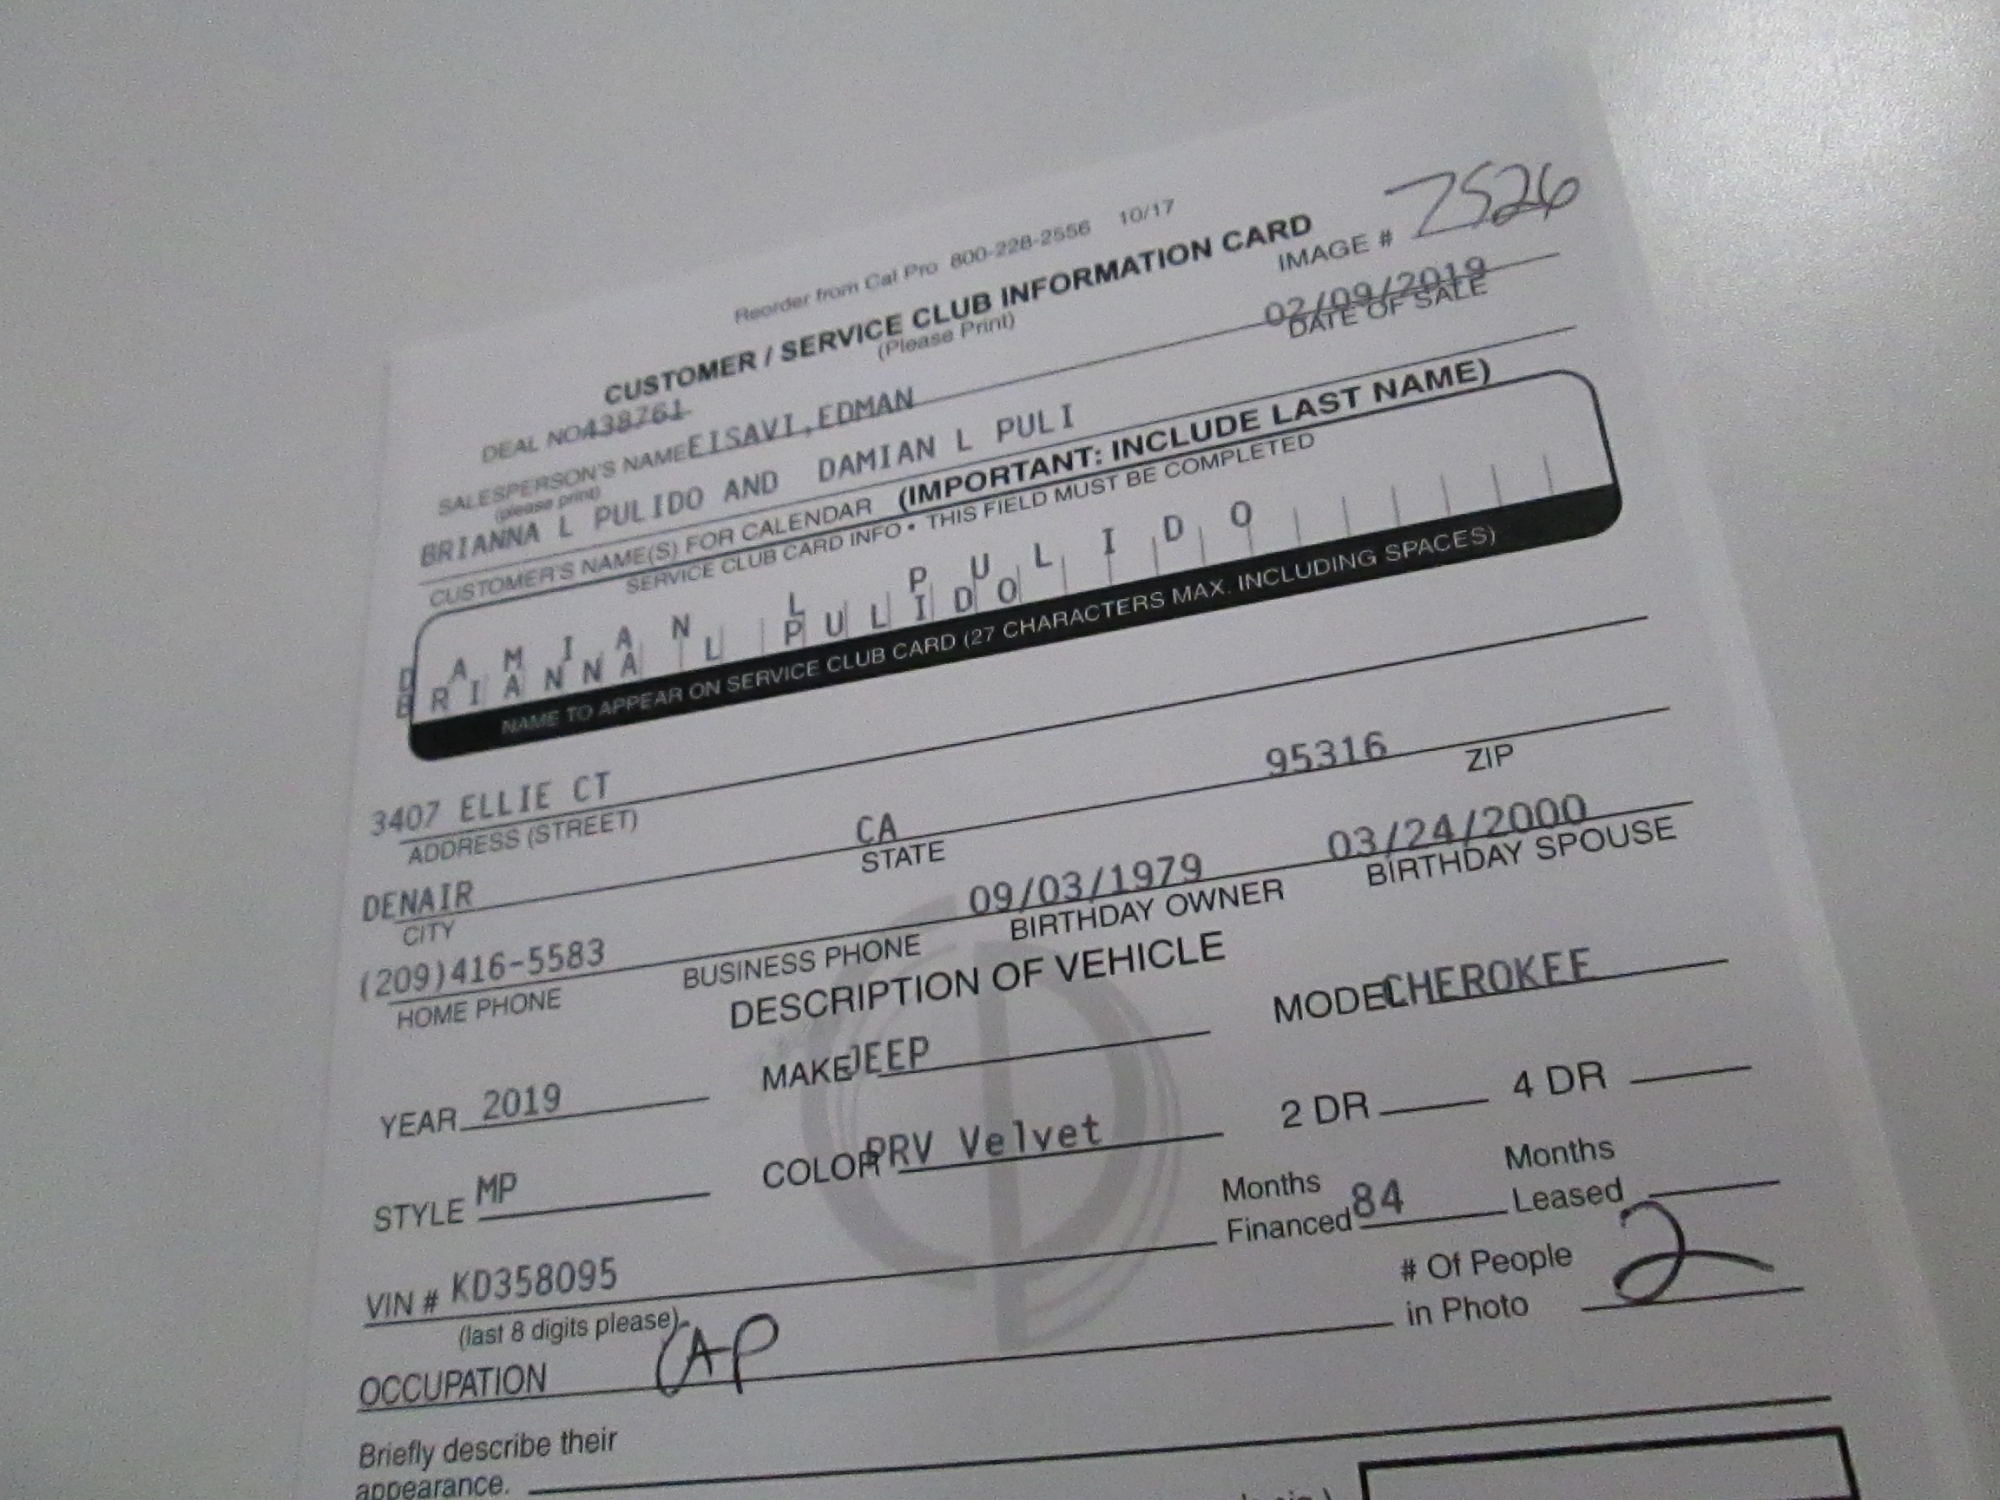 Reorder from Cal Pro 800-228-2556 10/17
CUSTOMER / SERVICE CLUB INFORMATION CARD
(Please Print)
IMAGE # 7526
DEAL NO438761
02/09/2019
DATE OF SALE
SALESPERSON'S NAMEEISAVI,EDMAN
(please print)
BRIANNA L PULIDO AND DAMIAN L PULI
CUSTOMER'S NAME(S) FOR CALENDAR (IMPORTANT: INCLUDE LAST NAME)
SERVICE CLUB CARD INFO • THIS FIELD MUST BE COMPLETED
DAMIAN L PULIDO
BRIANNA L PULIDO
NAME TO APPEAR ON SERVICE CLUB CARD (27 CHARACTERS MAX. INCLUDING SPACES)
3407 ELLIE CT
ADDRESS (STREET)
DENAIR CA 95316
CITY STATE ZIP
(209)416-5583 09/03/1979 03/24/2000
HOME PHONE BUSINESS PHONE BIRTHDAY OWNER BIRTHDAY SPOUSE
DESCRIPTION OF VEHICLE
YEAR 2019 MAKE JEEP MODEL CHEROKEE
STYLE MP COLOR PRV Velvet 2 DR 4 DR
VIN # KD358095 Months Financed 84 Months Leased
(last 8 digits please)
OCCUPATION CAP # Of People in Photo 2
Briefly describe their
appearance.